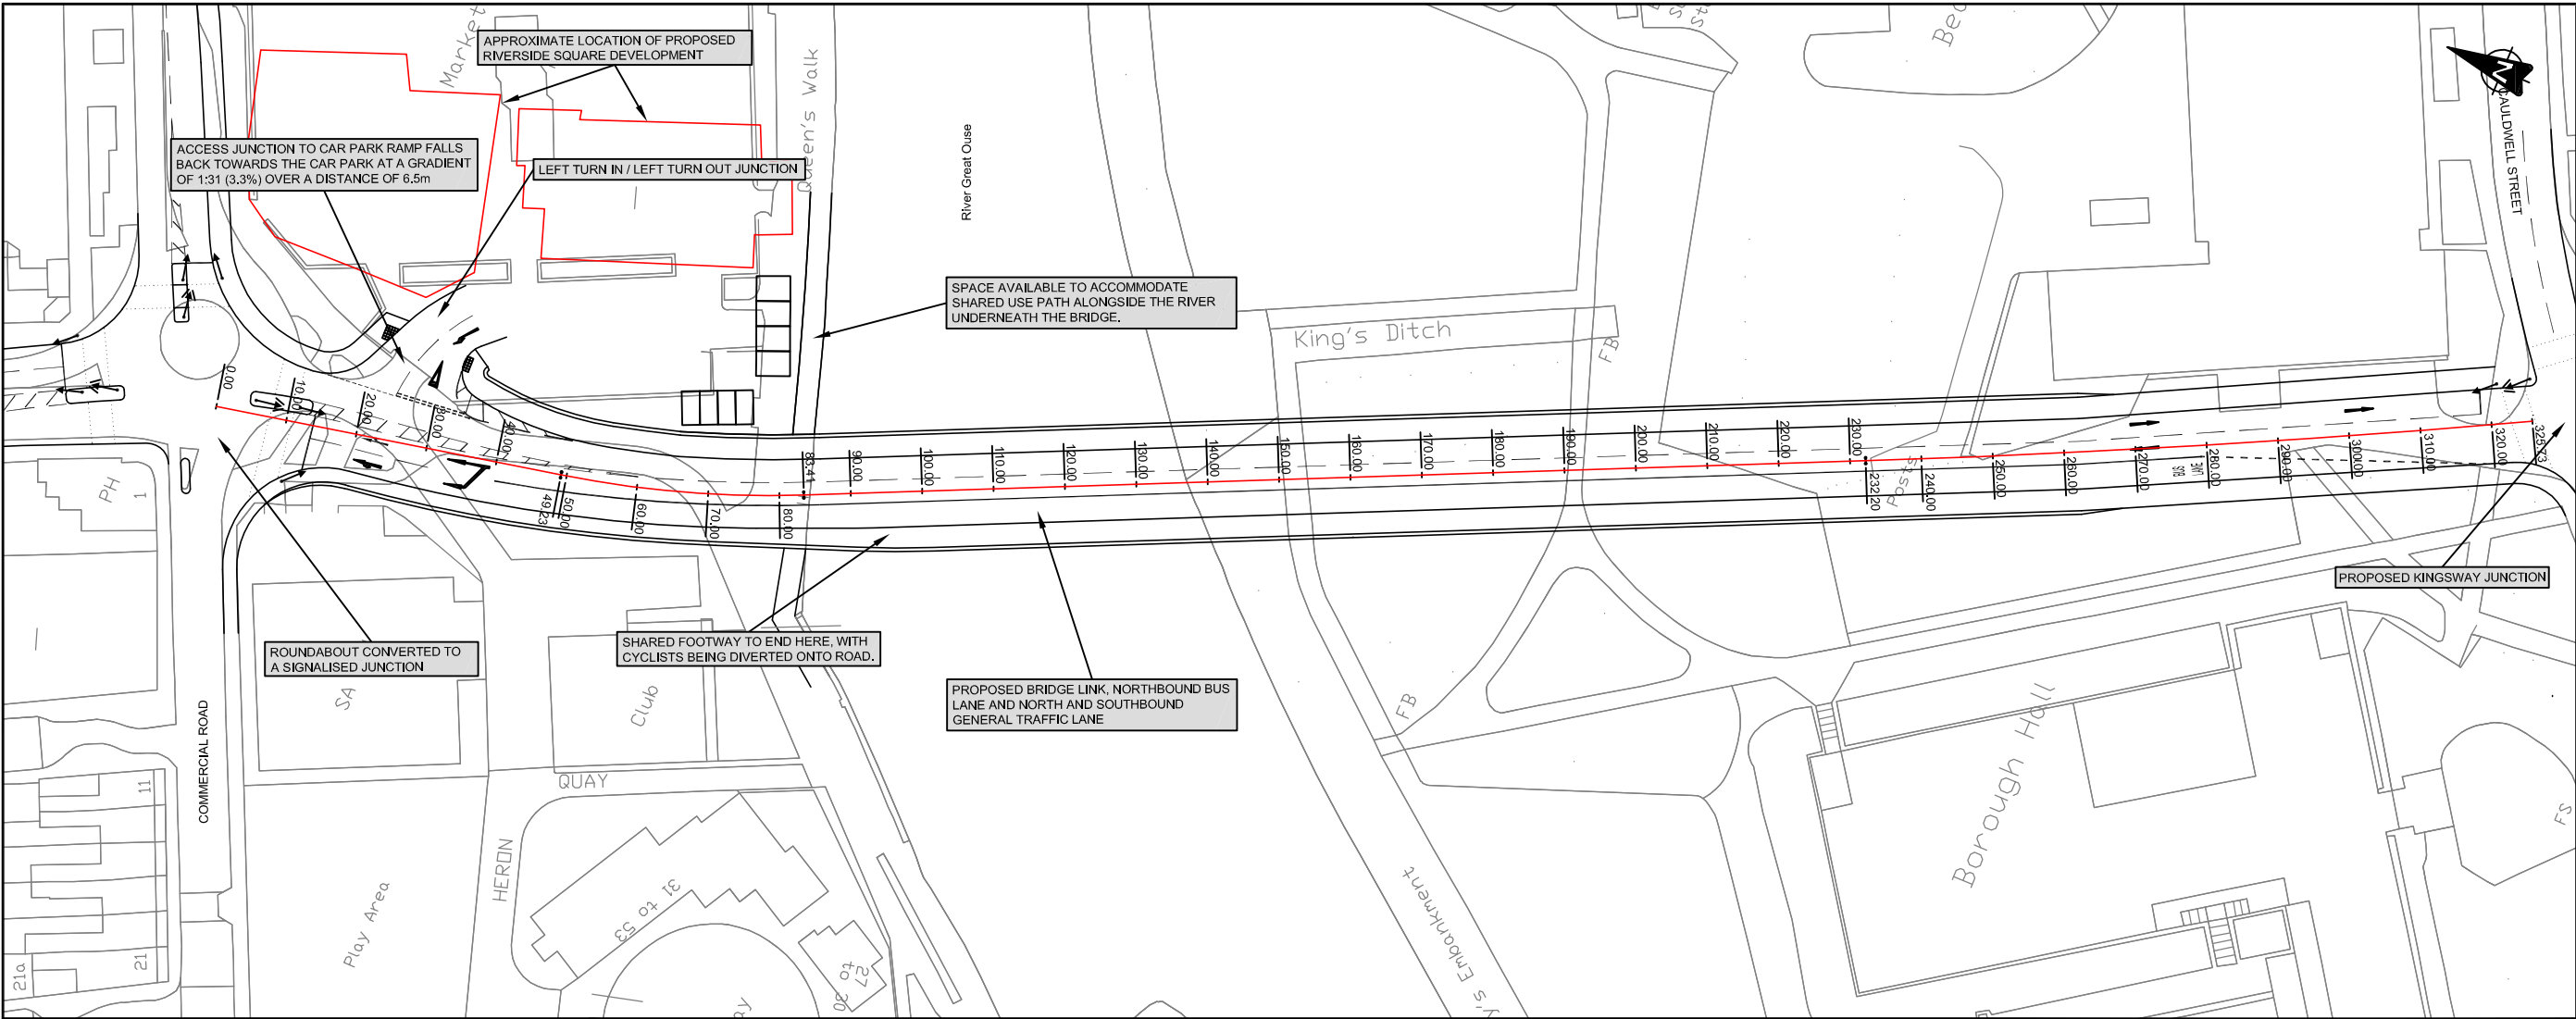 APPROXIMATE LOCATION OF PROPOSED
RIVERSIDE SQUARE DEVELOPMENT
ACCESS JUNCTION TO CAR PARK RAMP FALLS
BACK TOWARDS THE CAR PARK AT A GRADIENT
OF 1:31 (3.3%) OVER A DISTANCE OF 6.5m
LEFT TURN IN / LEFT TURN OUT JUNCTION
SPACE AVAILABLE TO ACCOMMODATE
SHARED USE PATH ALONGSIDE THE RIVER
UNDERNEATH THE BRIDGE.
ROUNDABOUT CONVERTED TO
A SIGNALISED JUNCTION
SHARED FOOTWAY TO END HERE, WITH
CYCLISTS BEING DIVERTED ONTO ROAD.
PROPOSED BRIDGE LINK, NORTHBOUND BUS
LANE AND NORTH AND SOUTHBOUND
GENERAL TRAFFIC LANE
PROPOSED KINGSWAY JUNCTION
Market
Queen's Walk
River Great Ouse
King's Ditch
FB
FB
CAULDWELL STREET
N
Posts
BUS
LANE
0.00
10.00
20.00
30.00
40.00
49.23
50.00
60.00
70.00
80.00
83.41
90.00
100.00
110.00
120.00
130.00
140.00
150.00
160.00
170.00
180.00
190.00
200.00
210.00
220.00
230.00
232.20
240.00
250.00
260.00
270.00
280.00
290.00
300.00
310.00
320.00
325.73
PH
1
11
21
21a
COMMERCIAL ROAD
SA
Club
QUAY
HERON
Play Area
31 to 53
27
to 30
Borough Hall
FS